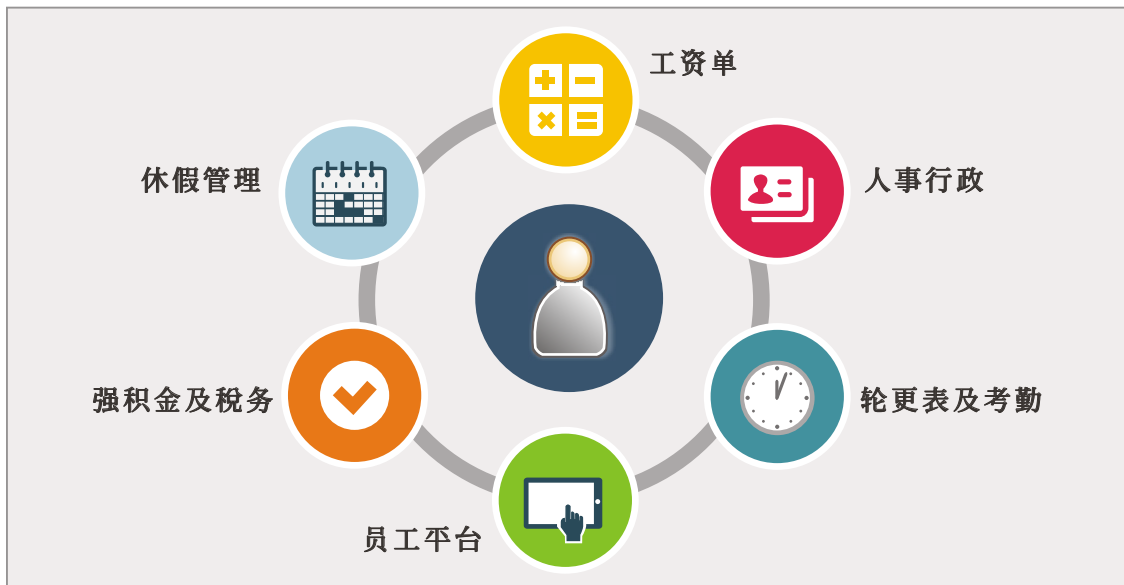 工资单
休假管理
人事行政
强积金及税务
轮更表及考勤
员工平台